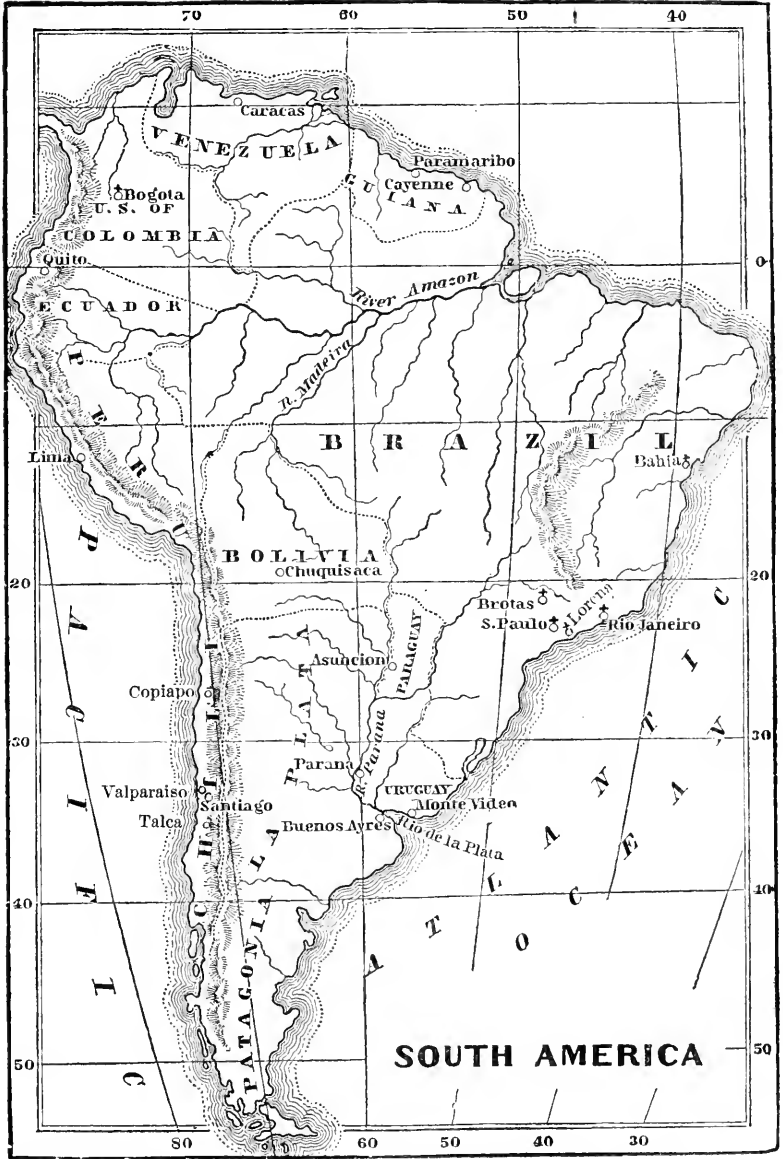 70 60 50 40
Caracas
VENEZUELA
Paramaribo
Cayenne
GUIANA
Bogota
U.S. OF
COLOMBIA
Quito
0
ECUADOR
River Amazon
R. Madeira
PERU
BRAZIL
Lima
Bahia
BOLIVIA
Chuquisaca
20 20
Brotas
Lorena
S. Paulo
Rio Janeiro
PARAGUAY
Asuncion
Copiapo
LA PLATA
30 30
Parana
R. Parana
Valparaiso
Santiago
URUGUAY
Monte Video
Talca
Buenos Ayres
Rio de la Plata
CHILI
40 40
PATAGONIA
PACIFIC
ATLANTIC
OCEAN
50 50
SOUTH AMERICA
80 60 50 40 30